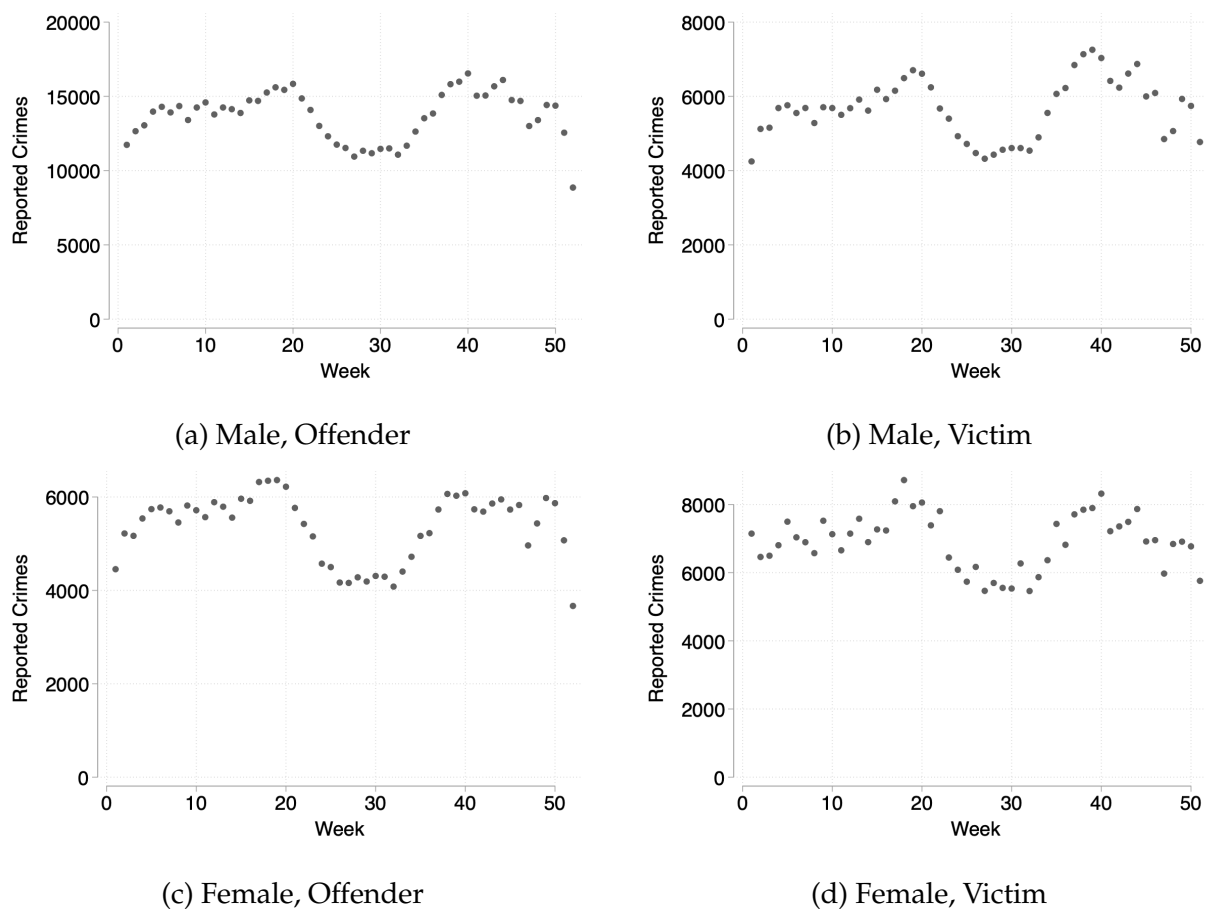 20000
15000
10000
5000
0
Reported Crimes
0 10 20 30 40 50
Week
(a) Male, Offender
8000
6000
4000
2000
0
Reported Crimes
0 10 20 30 40 50
Week
(b) Male, Victim
6000
4000
2000
0
Reported Crimes
0 10 20 30 40 50
Week
(c) Female, Offender
8000
6000
4000
2000
0
Reported Crimes
0 10 20 30 40 50
Week
(d) Female, Victim